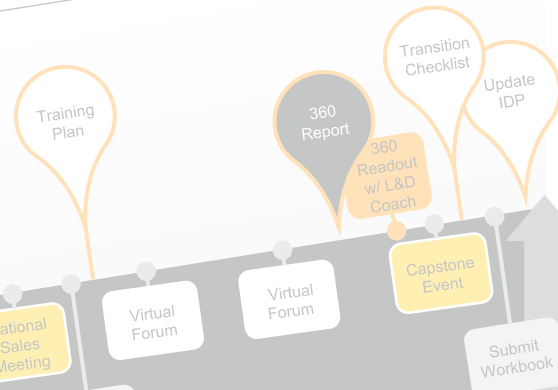 Training
Plan
360
Report
Transition
Checklist
Update
IDP
360
Readout
w/ L&D
Coach
Sales
Meeting
Virtual
Forum
Virtual
Forum
Capstone
Event
Submit
Workbook